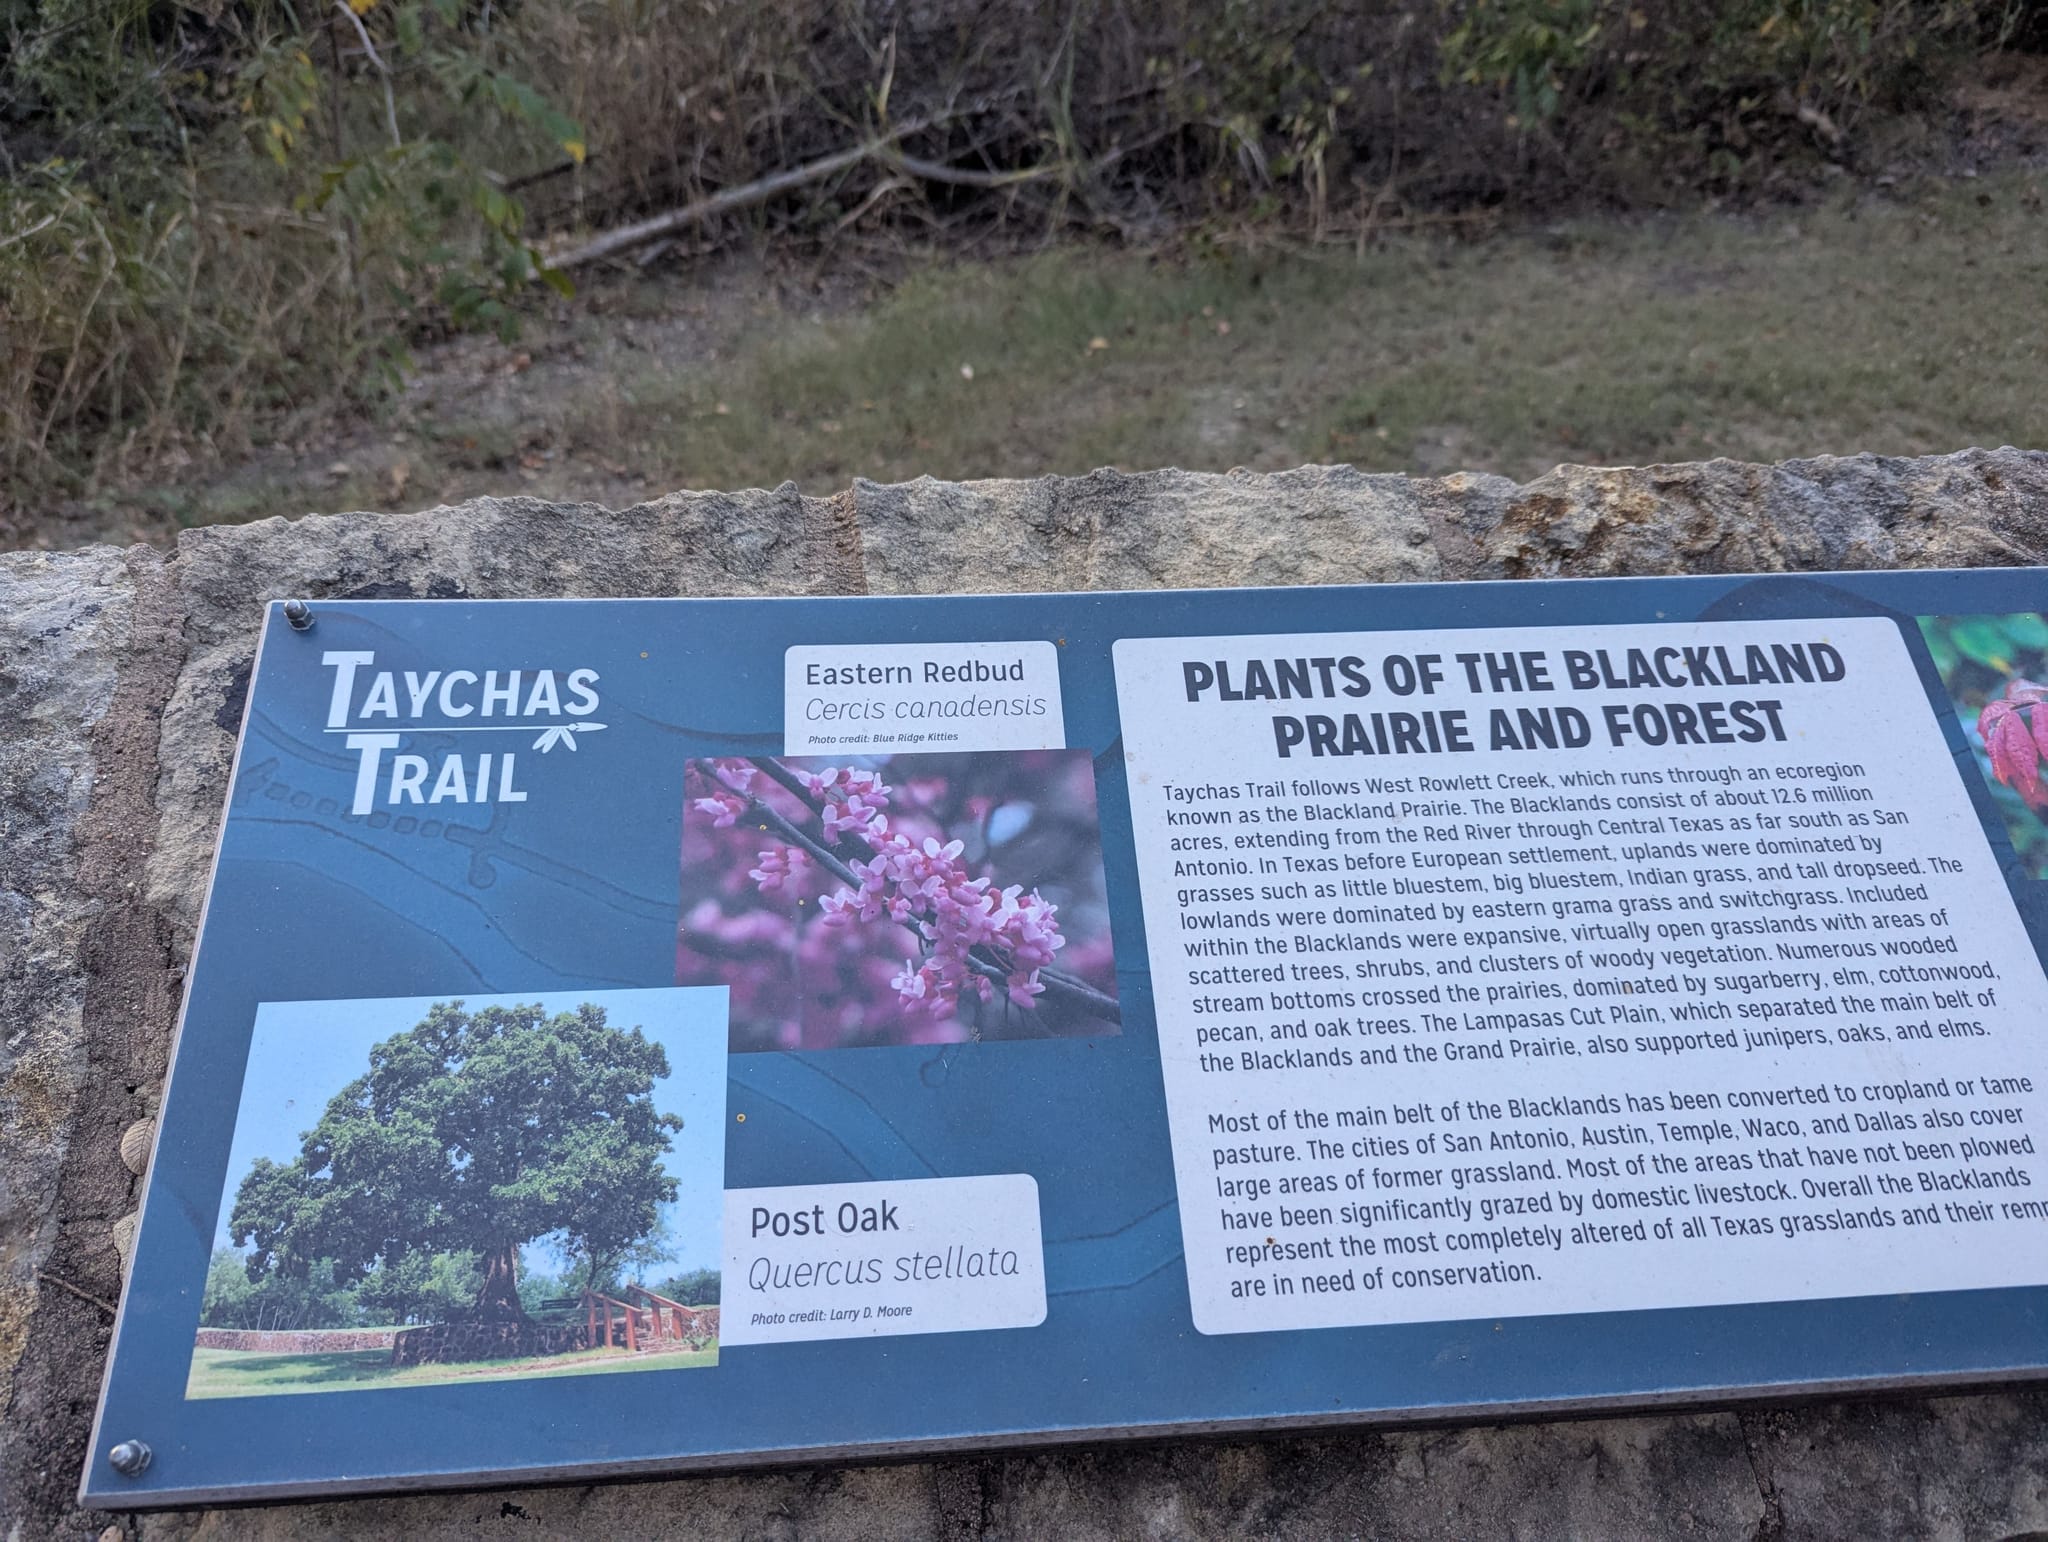 TAYCHAS
TRAIL
Eastern Redbud
Cercis canadensis
Photo credit: Blue Ridge Kitties
Post Oak
Quercus stellata
Photo credit: Larry D. Moore
PLANTS OF THE BLACKLAND
PRAIRIE AND FOREST
Taychas Trail follows West Rowlett Creek, which runs through an ecoregion
known as the Blackland Prairie. The Blacklands consist of about 12.6 million
acres, extending from the Red River through Central Texas as far south as San
Antonio. In Texas before European settlement, uplands were dominated by
grasses such as little bluestem, big bluestem, Indian grass, and tall dropseed. The
lowlands were dominated by eastern grama grass and switchgrass. Included
within the Blacklands were expansive, virtually open grasslands with areas of
scattered trees, shrubs, and clusters of woody vegetation. Numerous wooded
stream bottoms crossed the prairies, dominated by sugarberry, elm, cottonwood,
pecan, and oak trees. The Lampasas Cut Plain, which separated the main belt of
the Blacklands and the Grand Prairie, also supported junipers, oaks, and elms.
Most of the main belt of the Blacklands has been converted to cropland or tame
pasture. The cities of San Antonio, Austin, Temple, Waco, and Dallas also cover
large areas of former grassland. Most of the areas that have not been plowed
have been significantly grazed by domestic livestock. Overall the Blacklands
represent the most completely altered of all Texas grasslands and their
are in need of conservation.